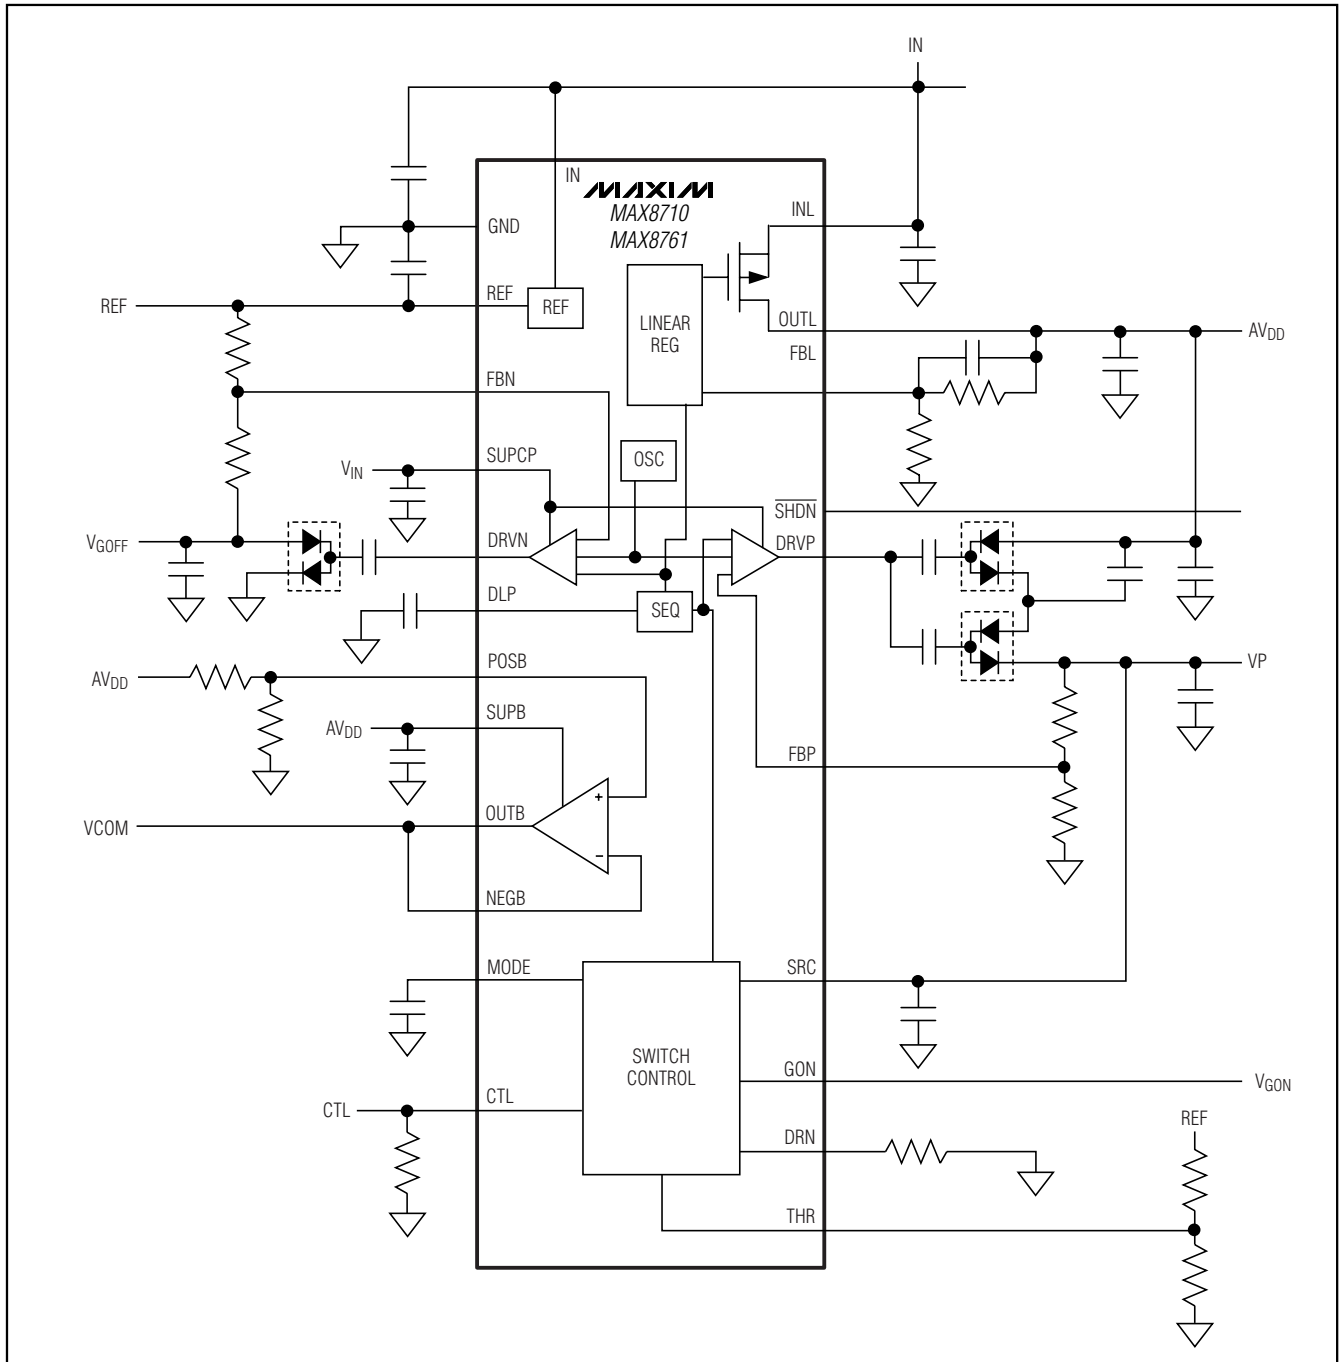 IN
IN
MAXIM
MAX8710
MAX8761
INL
GND
REF
REF
REF
LINEAR
REG
OUTL
AVDD
FBL
FBN
SUPCP
VIN
OSC
SHDN
VGOFF
DRVN
DRVP
DLP
SEQ
POSB
AVDD
VP
SUPB
AVDD
FBP
+
OUTB
VCOM
−
NEGB
MODE
SRC
SWITCH
CONTROL
GON
VGON
CTL
CTL
REF
DRN
THR